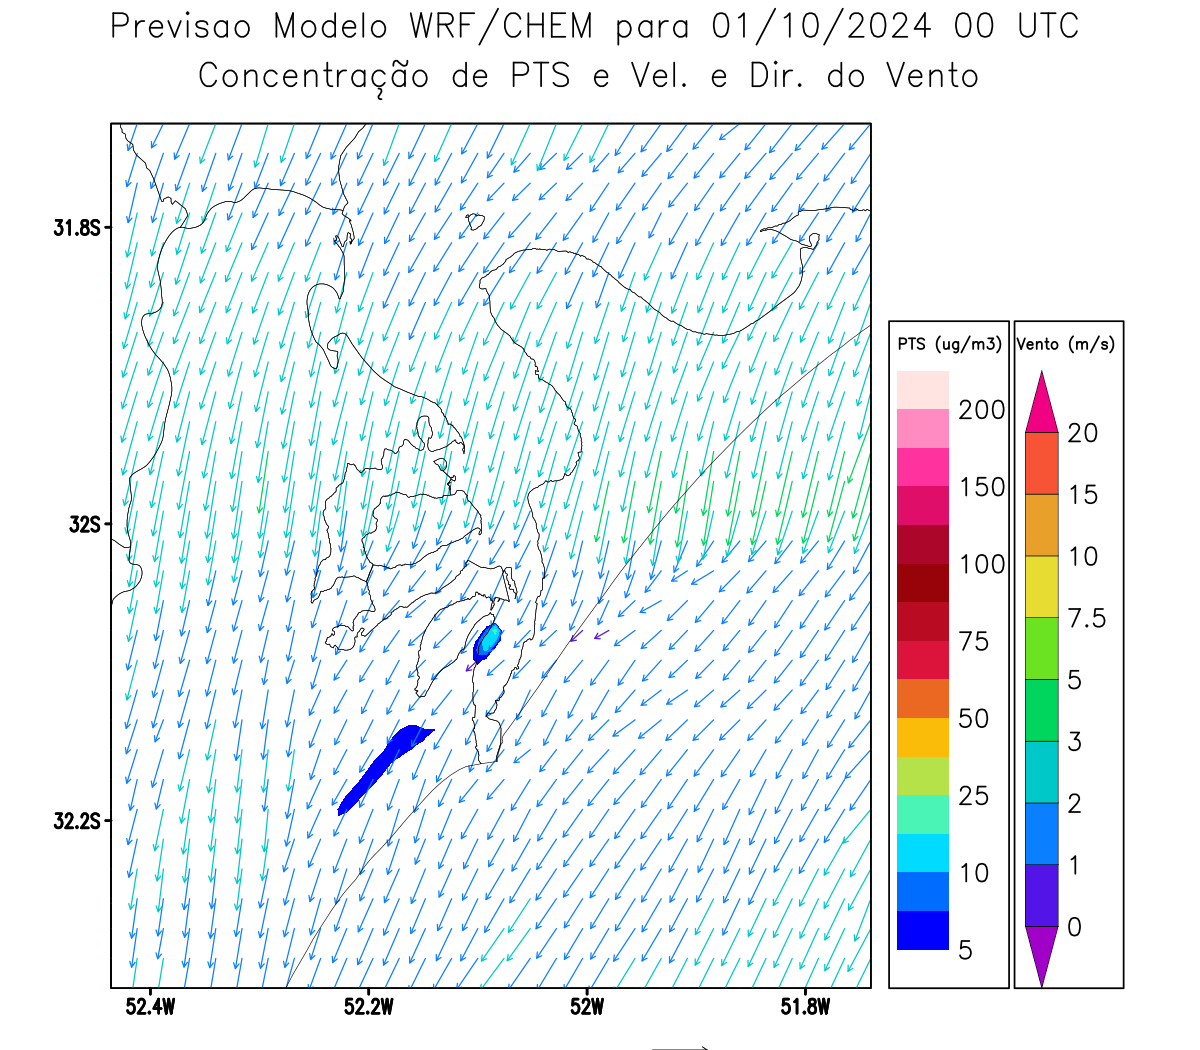 Previsao Modelo WRF/CHEM para 01/10/2024 00 UTC
Concentração de PTS e Vel. e Dir. do Vento
31.8S
32S
32.2S
52.4W
52.2W
52W
51.8W
PTS (ug/m3)
200
150
100
75
50
25
10
5
Vento (m/s)
20
15
10
7.5
5
3
2
1
0